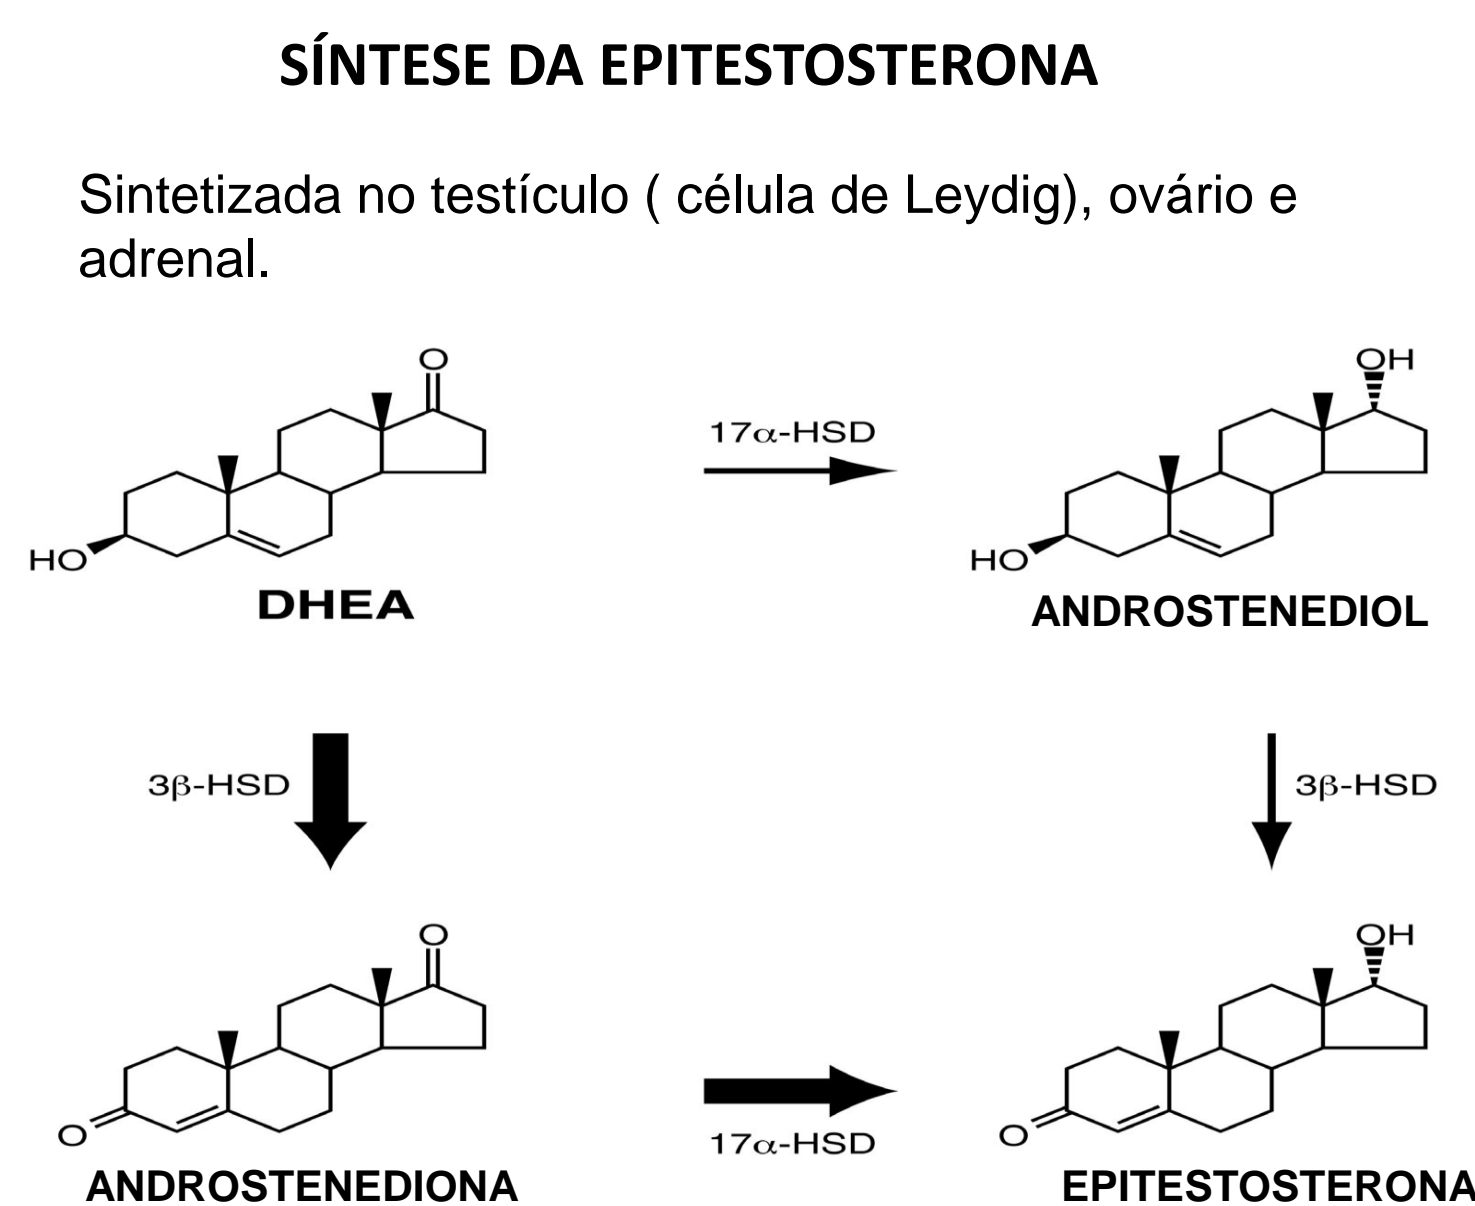 SÍNTESE DA EPITESTOSTERONA
Sintetizada no testículo ( célula de Leydig), ovário e
adrenal.
O
OH
17α-HSD
HO
HO
DHEA
ANDROSTENEDIOL
3β-HSD
3β-HSD
O
OH
O
O
17α-HSD
ANDROSTENEDIONA
EPITESTOSTERONA